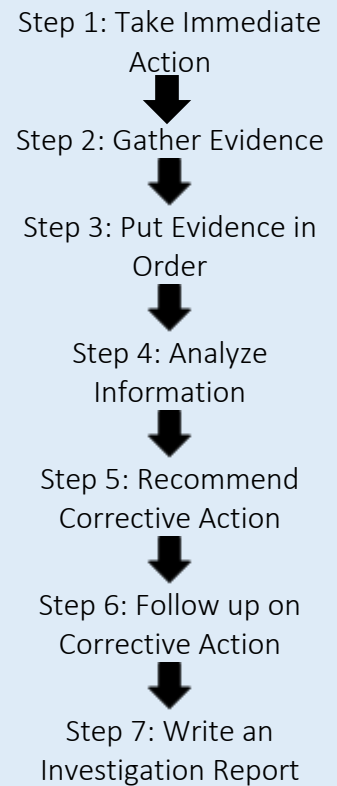 Step 1: Take Immediate
Action
Step 2: Gather Evidence
Step 3: Put Evidence in
Order
Step 4: Analyze
Information
Step 5: Recommend
Corrective Action
Step 6: Follow up on
Corrective Action
Step 7: Write an
Investigation Report